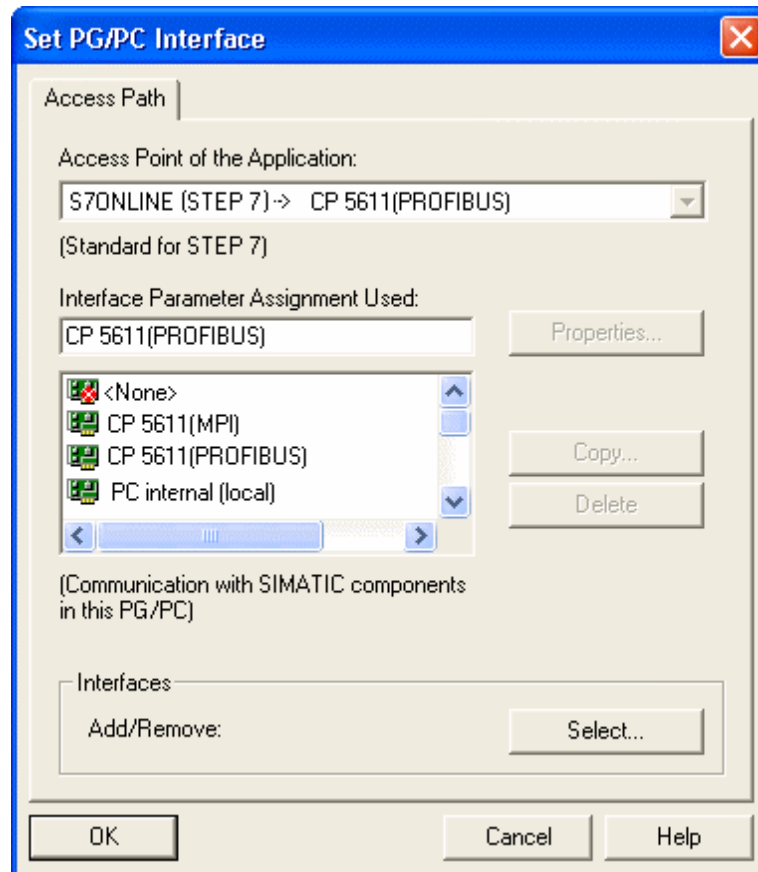 Set PG/PC Interface
Access Path
Access Point of the Application:
S7ONLINE (STEP 7)-> CP 5611(PROFIBUS)
(Standard for STEP 7)
Interface Parameter Assignment Used:
CP 5611(PROFIBUS)
Properties...
<None>
CP 5611(MPI)
CP 5611(PROFIBUS)
PC internal (local)
Copy...
Delete
(Communication with SIMATIC components
in this PG/PC)
Interfaces
Add/Remove:
Select...
OK
Cancel
Help